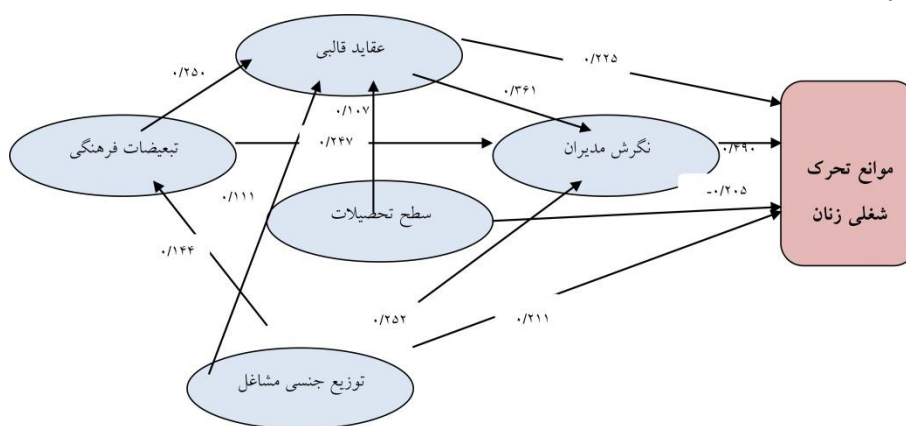 عقاید قالبی
۰/۲۲۵
۰/۲۵۰
۰/۳۶۱
۰/۱۰۷
تبعیضات فرهنگی
۰/۲۴۷
نگرش مدیران
۰/۴۹۰
موانع تحرک
شغلی زنان
۰/۱۱۱
سطح تحصیلات
-۰/۲۰۵
۰/۱۴۴
۰/۲۵۲
۰/۲۱۱
توزیع جنسی مشاغل